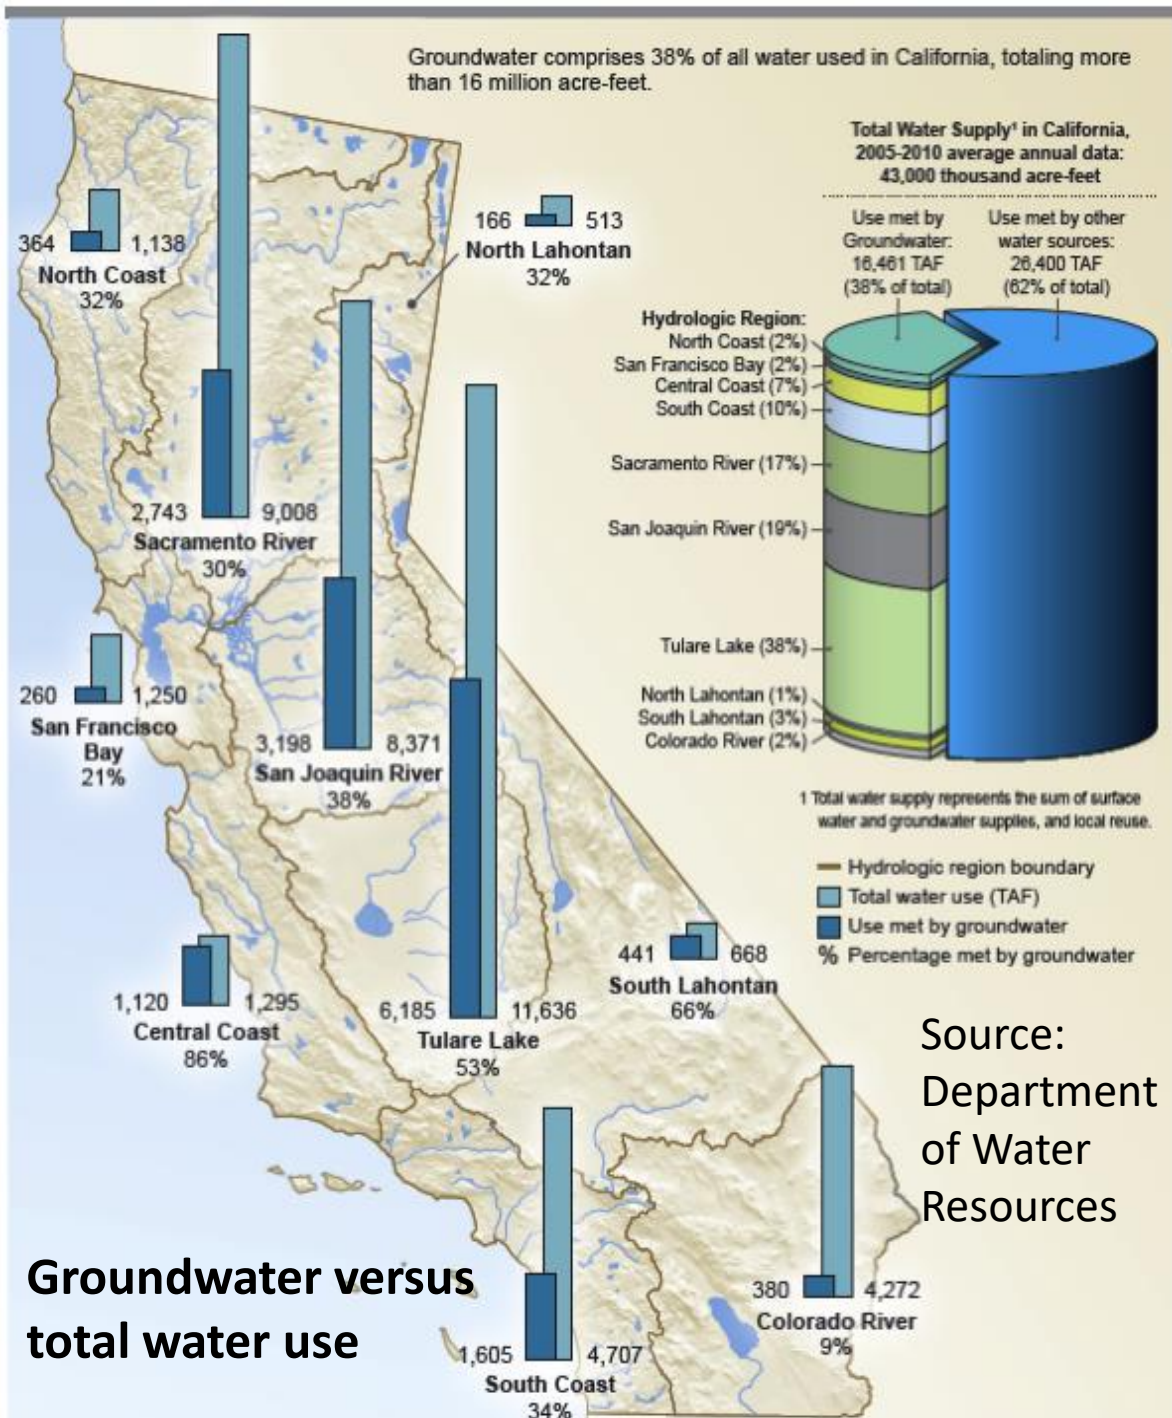 Groundwater comprises 38% of all water used in California, totaling more
than 16 million acre-feet.
Total Water Supply¹ in California,
2005-2010 average annual data:
43,000 thousand acre-feet
Use met by
Groundwater:
16,461 TAF
(38% of total)
Use met by other
water sources:
26,400 TAF
(62% of total)
Hydrologic Region:
North Coast (2%)
San Francisco Bay (2%)
Central Coast (7%)
South Coast (10%)
Sacramento River (17%)
San Joaquin River (19%)
Tulare Lake (38%)
North Lahontan (1%)
South Lahontan (3%)
Colorado River (2%)
1 Total water supply represents the sum of surface
water and groundwater supplies, and local reuse.
Hydrologic region boundary
Total water use (TAF)
Use met by groundwater
% Percentage met by groundwater
364 1,138
North Coast
32%
166 513
North Lahontan
32%
2,743 9,008
Sacramento River
30%
260 1,250
San Francisco
Bay
21%
3,198 8,371
San Joaquin River
38%
1,120 1,295
Central Coast
86%
6,185 11,636
Tulare Lake
53%
441 668
South Lahontan
66%
380 4,272
Colorado River
9%
1,605 4,707
South Coast
34%
Source:
Department
of Water
Resources
Groundwater versus
total water use